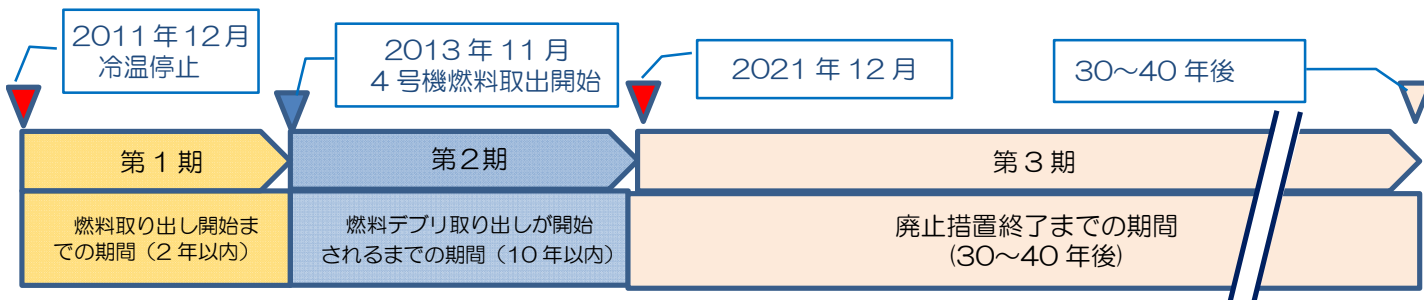 2011年12月
冷温停止
2013年11月
4号機燃料取出開始
2021年12月
30～40年後
第1期
第2期
第3期
燃料取り出し開始ま
での期間（2年以内）
燃料デブリ取り出しが開始
されるまでの期間（10年以内）
廃止措置終了までの期間
(30～40年後)